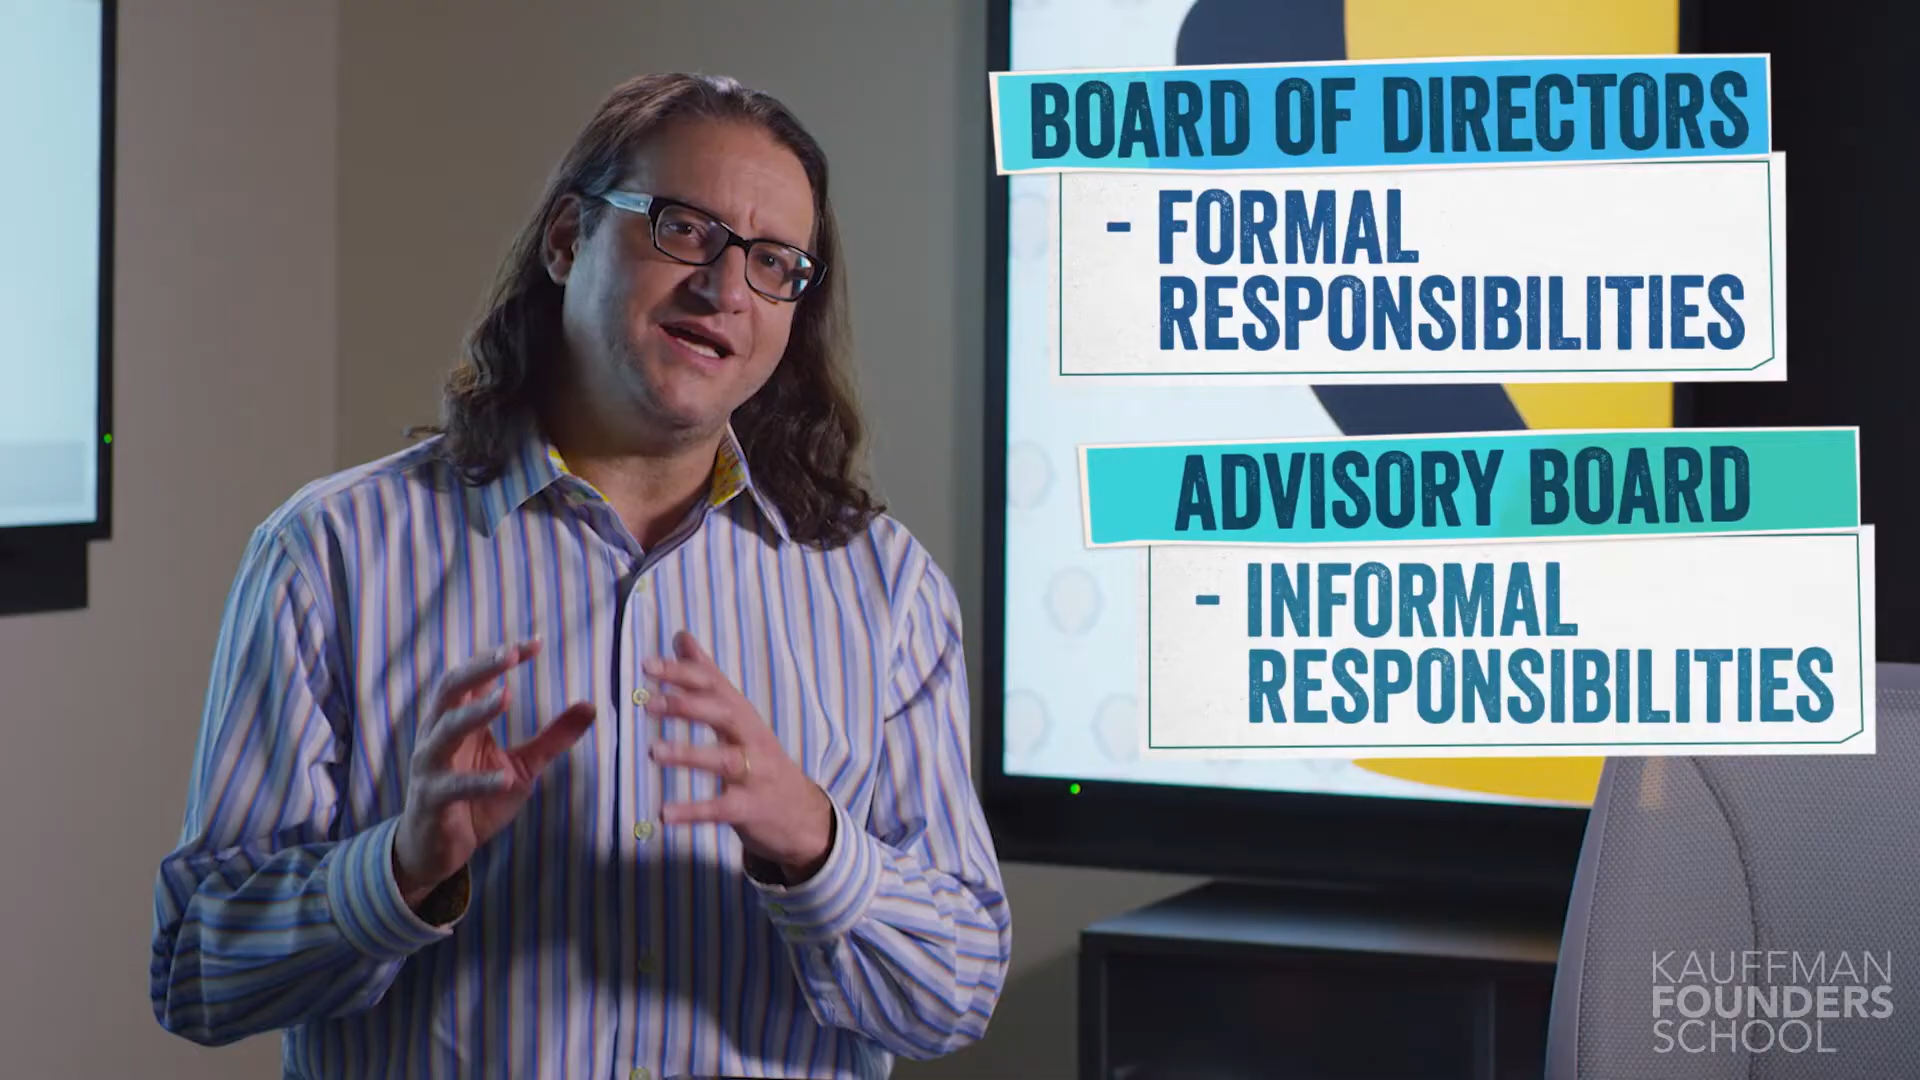 BOARD OF DIRECTORS
- FORMAL
RESPONSIBILITIES
ADVISORY BOARD
- INFORMAL
RESPONSIBILITIES
KAUFFMAN
FOUNDERS
SCHOOL